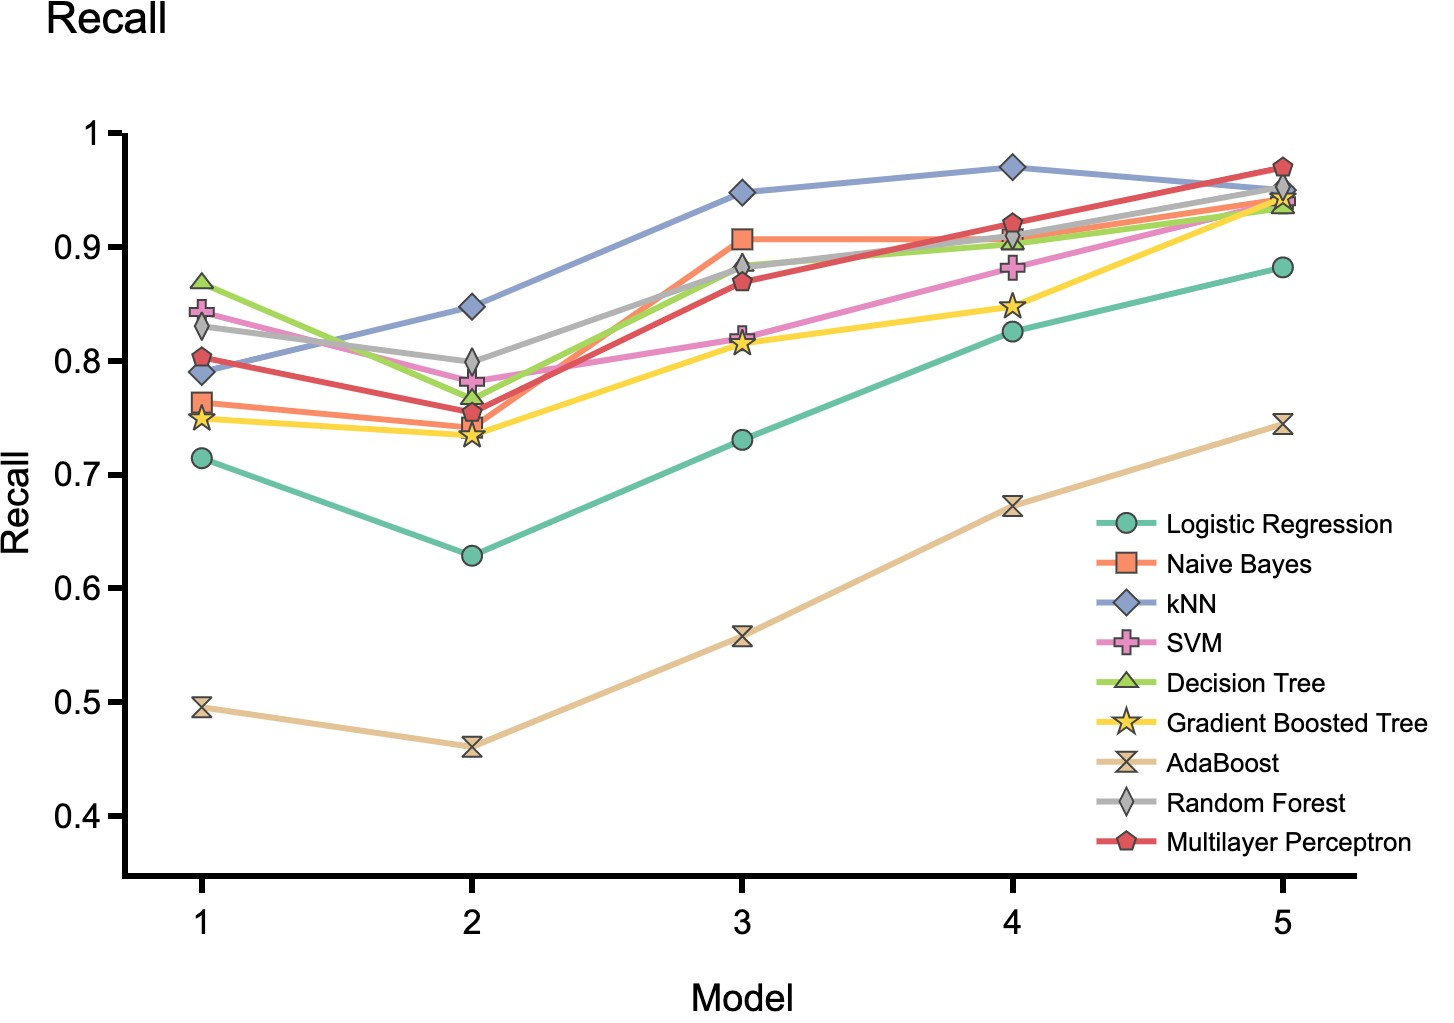 Recall
1
0.9
0.8
0.7
0.6
0.5
0.4
Recall
1 2 3 4 5
Model
Logistic Regression
Naive Bayes
kNN
SVM
Decision Tree
Gradient Boosted Tree
AdaBoost
Random Forest
Multilayer Perceptron